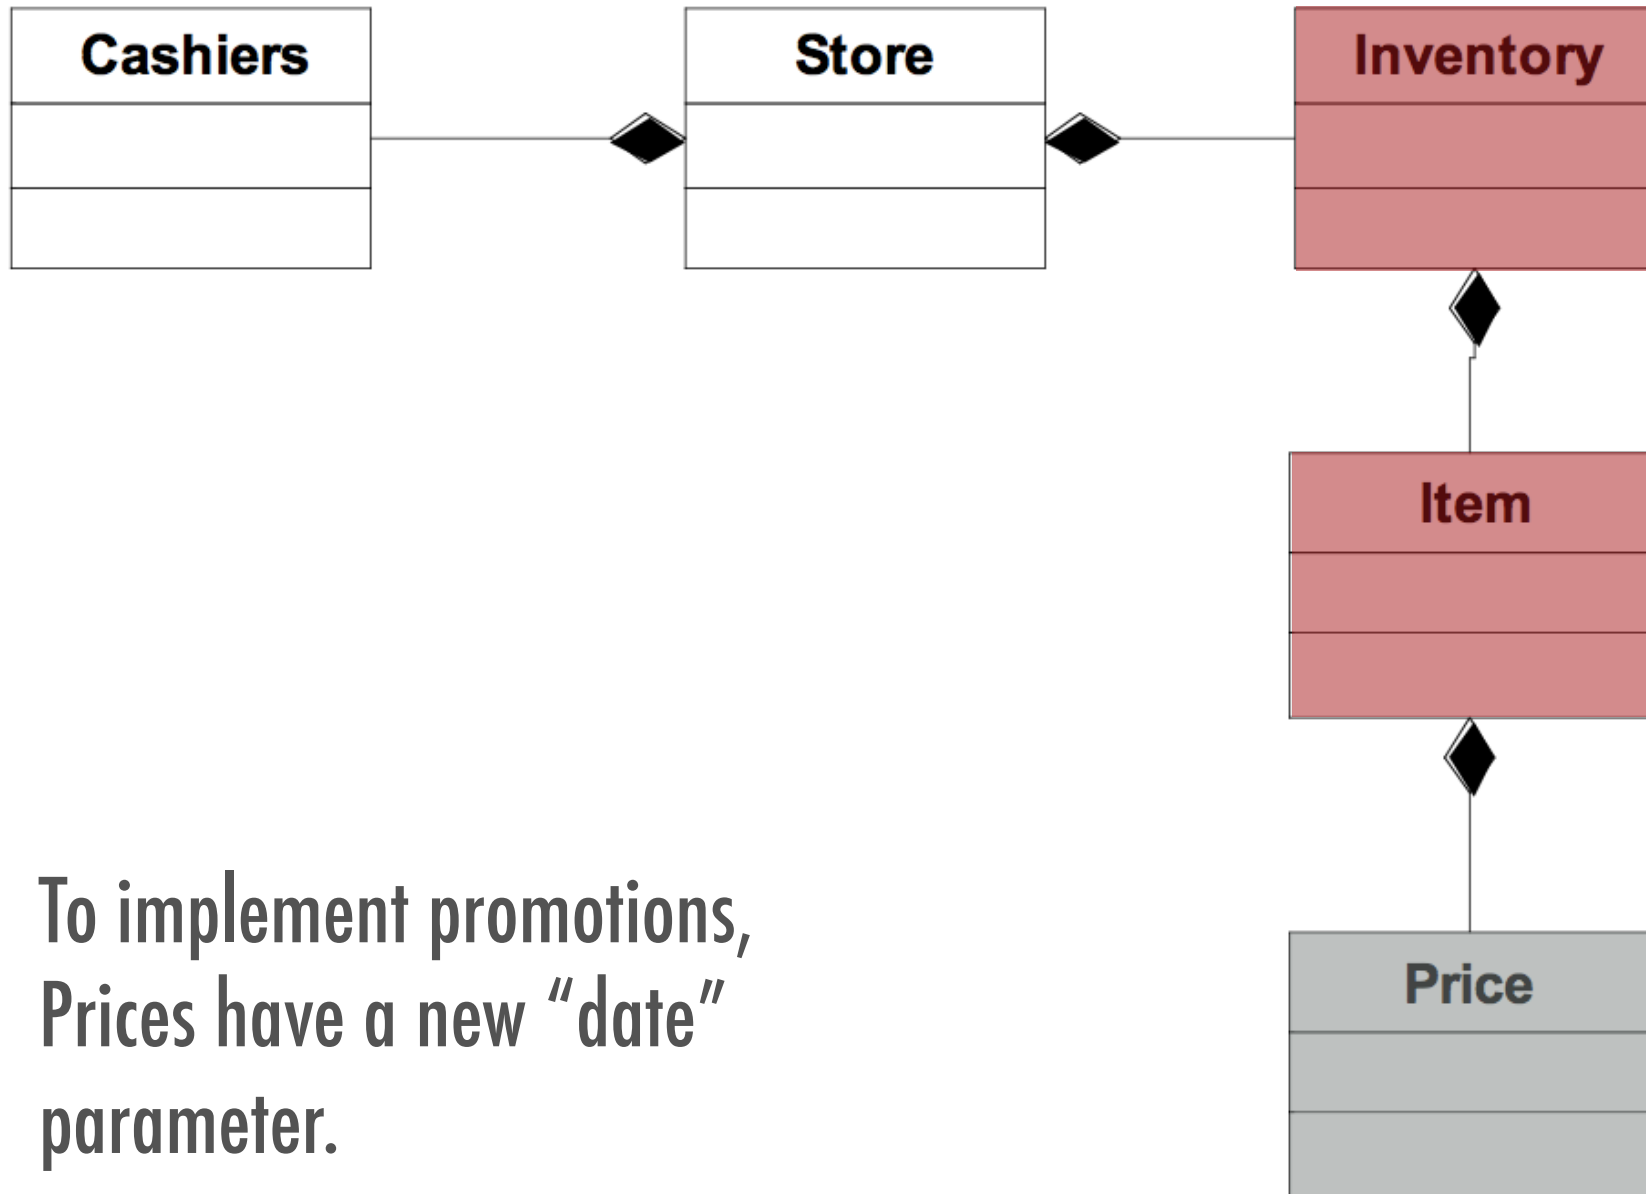 Cashiers
Store
Inventory
Item
Price
To implement promotions,
Prices have a new “date”
parameter.